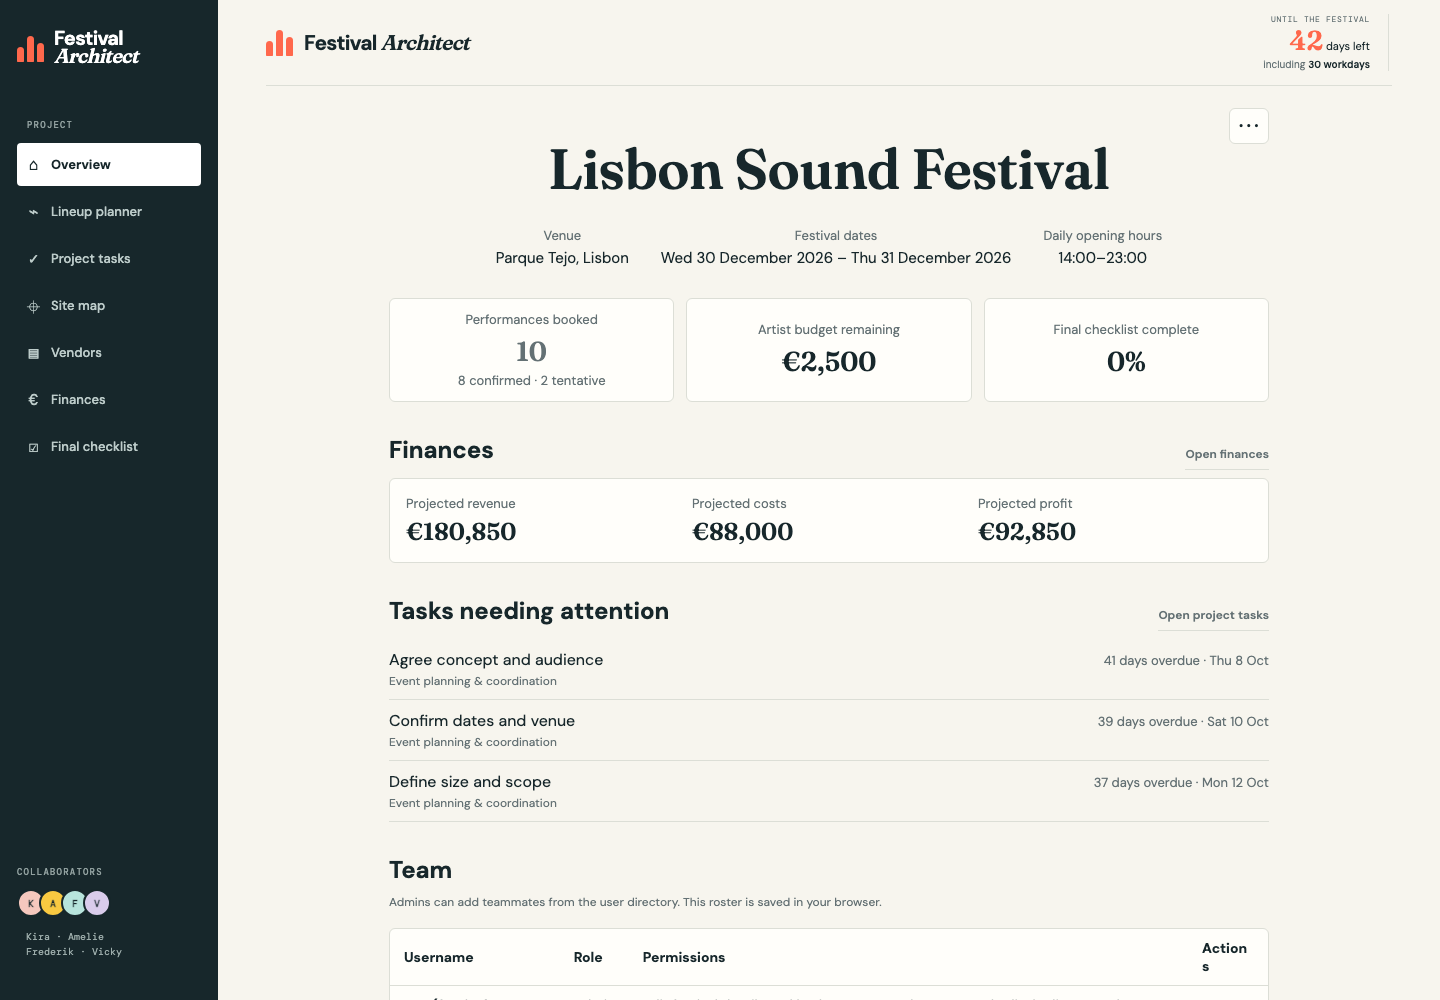 Festival
Architect
PROJECT
Overview
Lineup planner
Project tasks
Site map
Vendors
€ Finances
Final checklist
COLLABORATORS
K A F V
Kira · Amelie
Frederik · Vicky
Festival Architect
UNTIL THE FESTIVAL
42 days left
including 30 workdays
Lisbon Sound Festival
Venue
Parque Tejo, Lisbon
Festival dates
Wed 30 December 2026 – Thu 31 December 2026
Daily opening hours
14:00–23:00
Performances booked
10
8 confirmed · 2 tentative
Artist budget remaining
€2,500
Final checklist complete
0%
Finances
Open finances
Projected revenue
€180,850
Projected costs
€88,000
Projected profit
€92,850
Tasks needing attention
Open project tasks
Agree concept and audience
41 days overdue · Thu 8 Oct
Event planning & coordination
Confirm dates and venue
39 days overdue · Sat 10 Oct
Event planning & coordination
Define size and scope
37 days overdue · Mon 12 Oct
Event planning & coordination
Team
Admins can add teammates from the user directory. This roster is saved in your browser.
Username Role Permissions Action
s